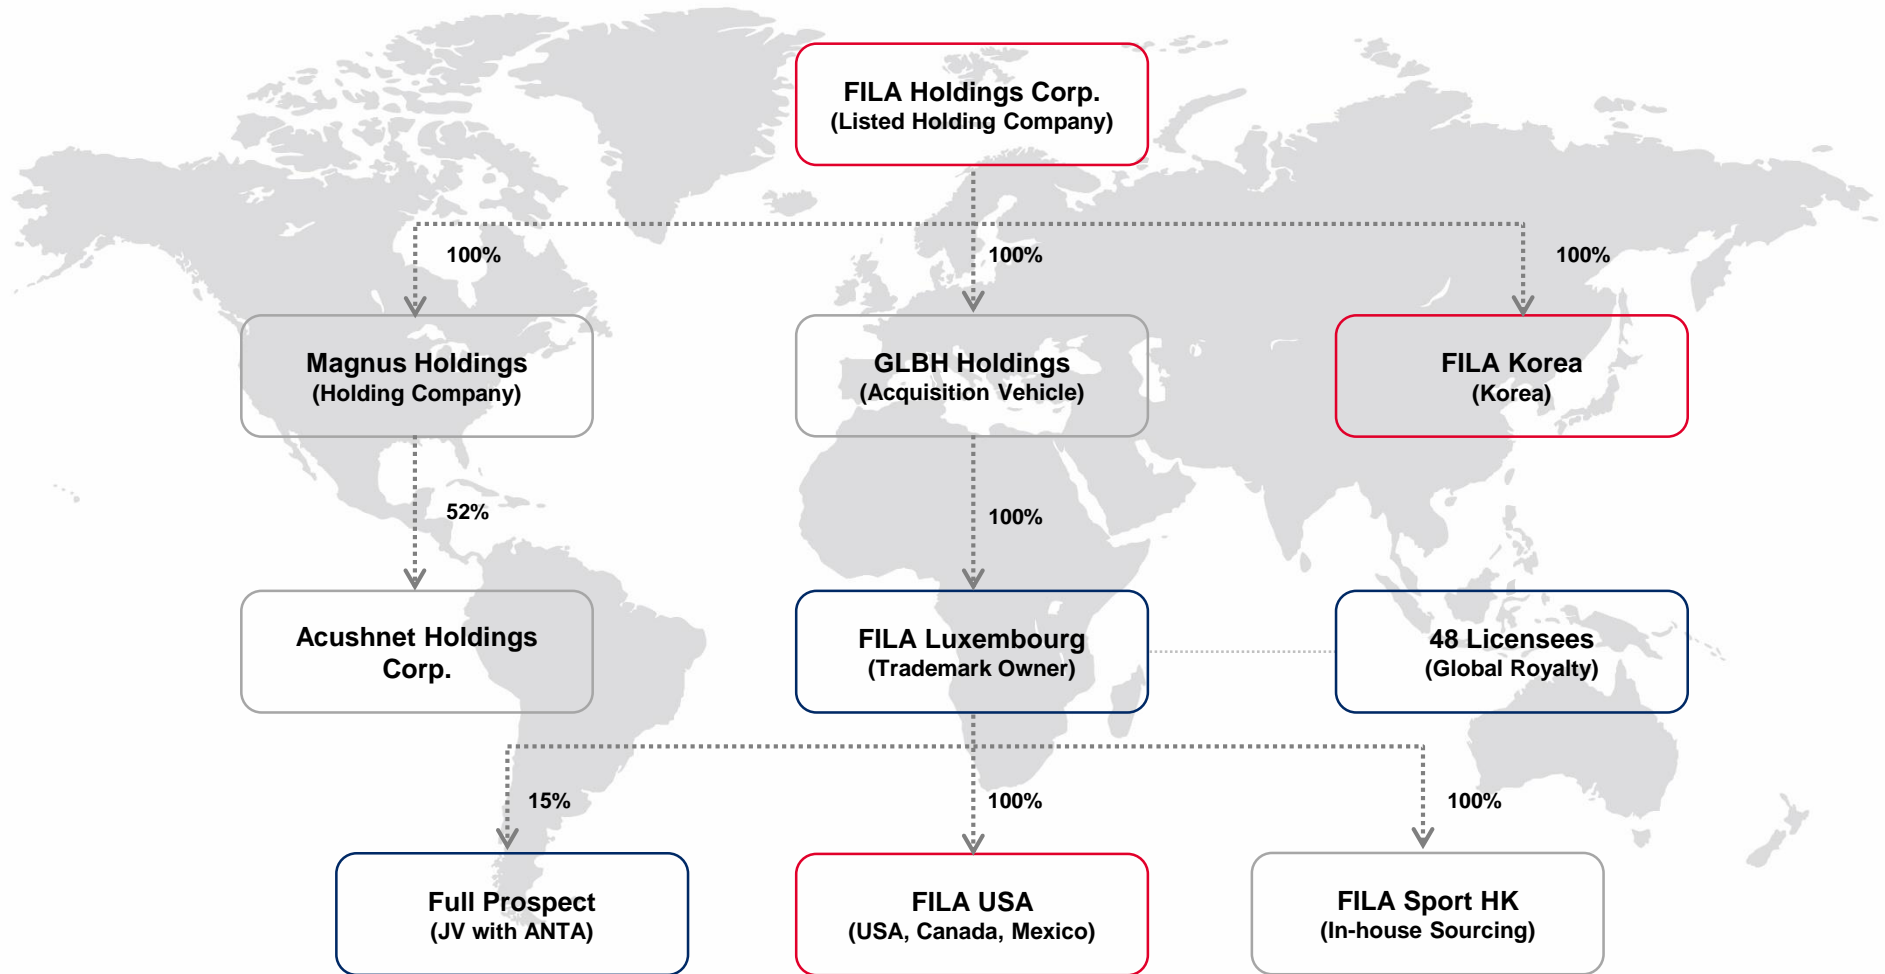 FILA Holdings Corp.
(Listed Holding Company)
100%
100%
100%
Magnus Holdings
(Holding Company)
GLBH Holdings
(Acquisition Vehicle)
FILA Korea
(Korea)
52%
100%
Acushnet Holdings
Corp.
FILA Luxembourg
(Trademark Owner)
48 Licensees
(Global Royalty)
15%
100%
100%
Full Prospect
(JV with ANTA)
FILA USA
(USA, Canada, Mexico)
FILA Sport HK
(In-house Sourcing)